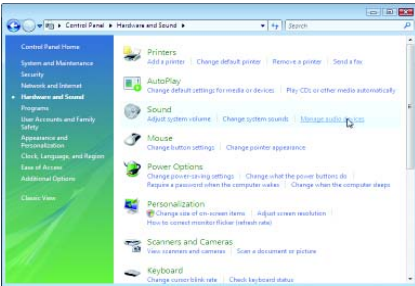 Control Panel ▸ Hardware and Sound ▸
Search
Control Panel Home
System and Maintenance
Security
Network and Internet
Hardware and Sound
Programs
User Accounts and Family
Safety
Appearance and
Personalization
Clock, Language, and Region
Ease of Access
Additional Options
Classic View
Printers
Add a printer | Change default printer | Remove a printer | Send a fax
AutoPlay
Change default settings for media or devices | Play CDs or other media automatically
Sound
Adjust system volume | Change system sounds | Manage audio devices
Mouse
Change button settings | Change pointer appearance
Power Options
Change power-saving settings | Change what the power buttons do
Require a password when the computer wakes | Change when the computer sleeps
Personalization
Change size of on-screen items | Adjust screen resolution
How to correct monitor flicker (refresh rate)
Scanners and Cameras
View scanners and cameras | Scan a document or picture
Keyboard
Change cursor blink rate | Check keyboard status